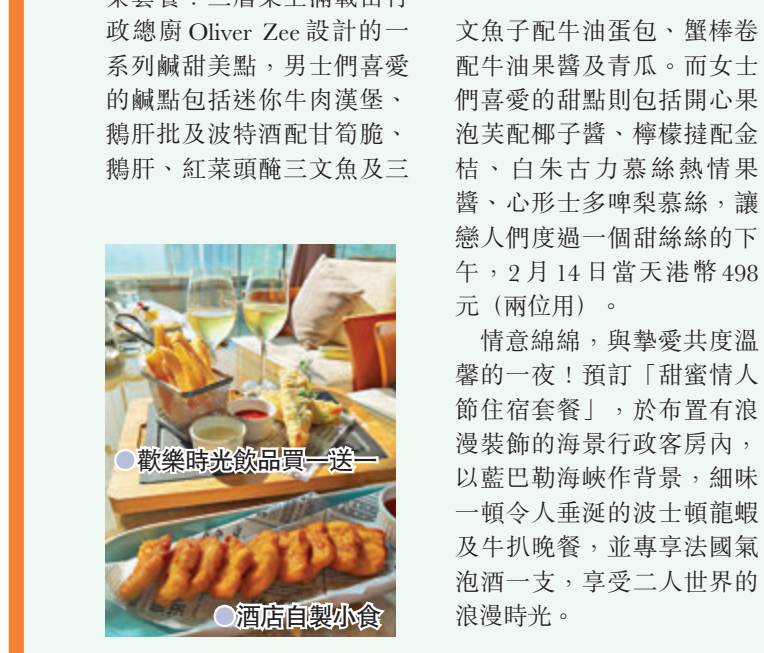 政總廚 Oliver Zee 設計的一
系列鹹甜美點，男士們喜愛
的鹹點包括迷你牛肉漢堡、
鵝肝批及波特酒配甘筍脆、
鵝肝、紅菜頭醃三文魚及三
●歡樂時光飲品買一送一
●酒店自製小食
文魚子配牛油蛋包、蟹棒卷
配牛油果醬及青瓜。而女士
們喜愛的甜點則包括開心果
泡芙配椰子醬、檸檬撻配金
桔、白朱古力慕絲熱情果
醬、心形士多啤梨慕絲，讓
戀人們度過一個甜絲絲的下
午，2 月 14 日當天港幣 498
元（兩位用）。
情意綿綿，與摯愛共度溫
馨的一夜！預訂「甜蜜情人
節住宿套餐」，於布置有浪
漫裝飾的海景行政客房內，
以藍巴勒海峽作背景，細味
一頓令人垂涎的波士頓龍蝦
及牛扒晚餐，並專享法國氣
泡酒一支，享受二人世界的
浪漫時光。